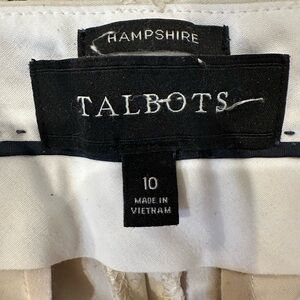 HAMPSHIRE
TALBOTS
10
MADE IN
VIETNAM